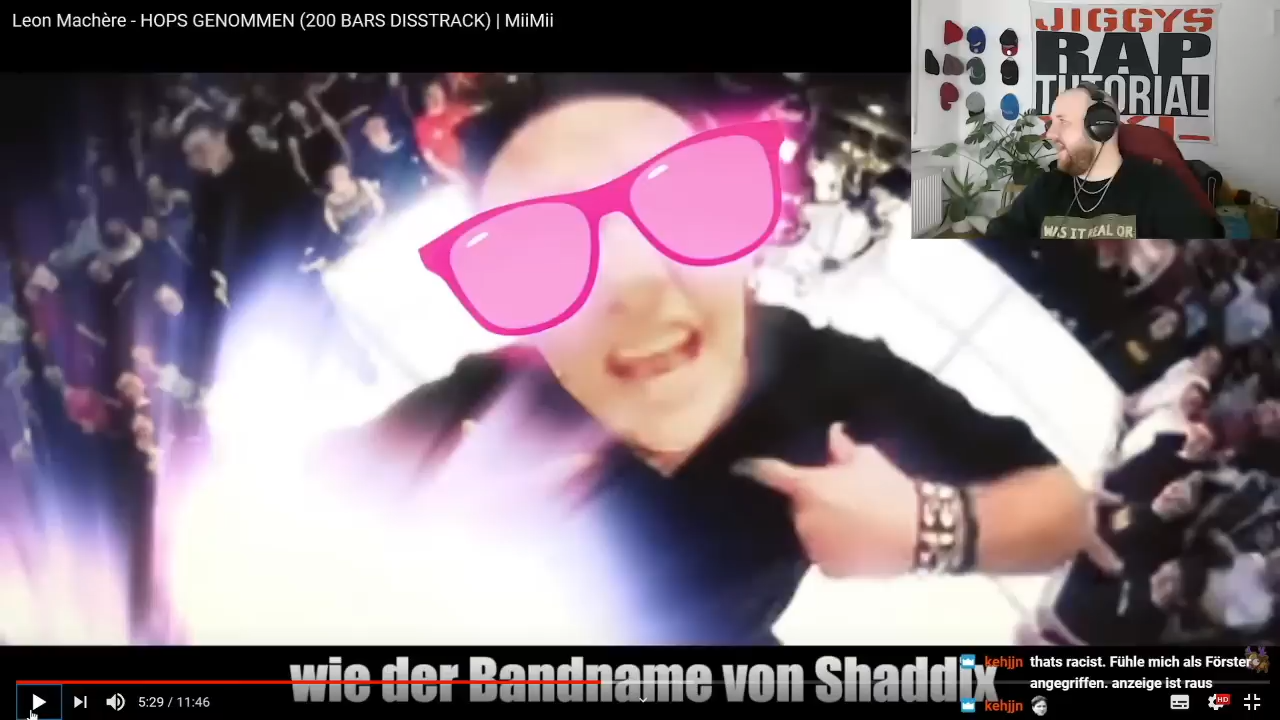 Leon Machère - HOPS GENOMMEN (200 BARS DISSTRACK) | MiiMii
JIGGYS
RAP
TUTORIAL
WAS IT REAL OR
wie der Bandname von Shaddix
kehjjn thats racist. Fühle mich als Förster
angegriffen. anzeige ist raus
kehjjn
5:29 / 11:46
HD